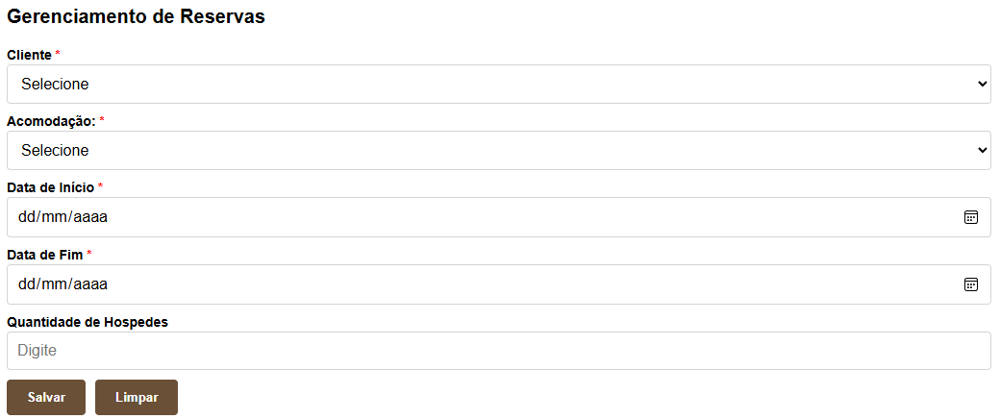 Gerenciamento de Reservas
Cliente *
Selecione
Acomodação: *
Selecione
Data de Início *
dd/mm/aaaa
Data de Fim *
dd/mm/aaaa
Quantidade de Hospedes
Digite
Salvar Limpar